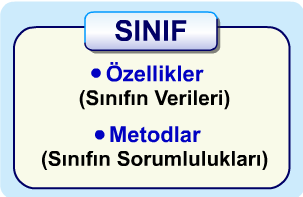 SINIF
• Özellikler
(Sınıfın Verileri)
• Metodlar
(Sınıfın Sorumlulukları)